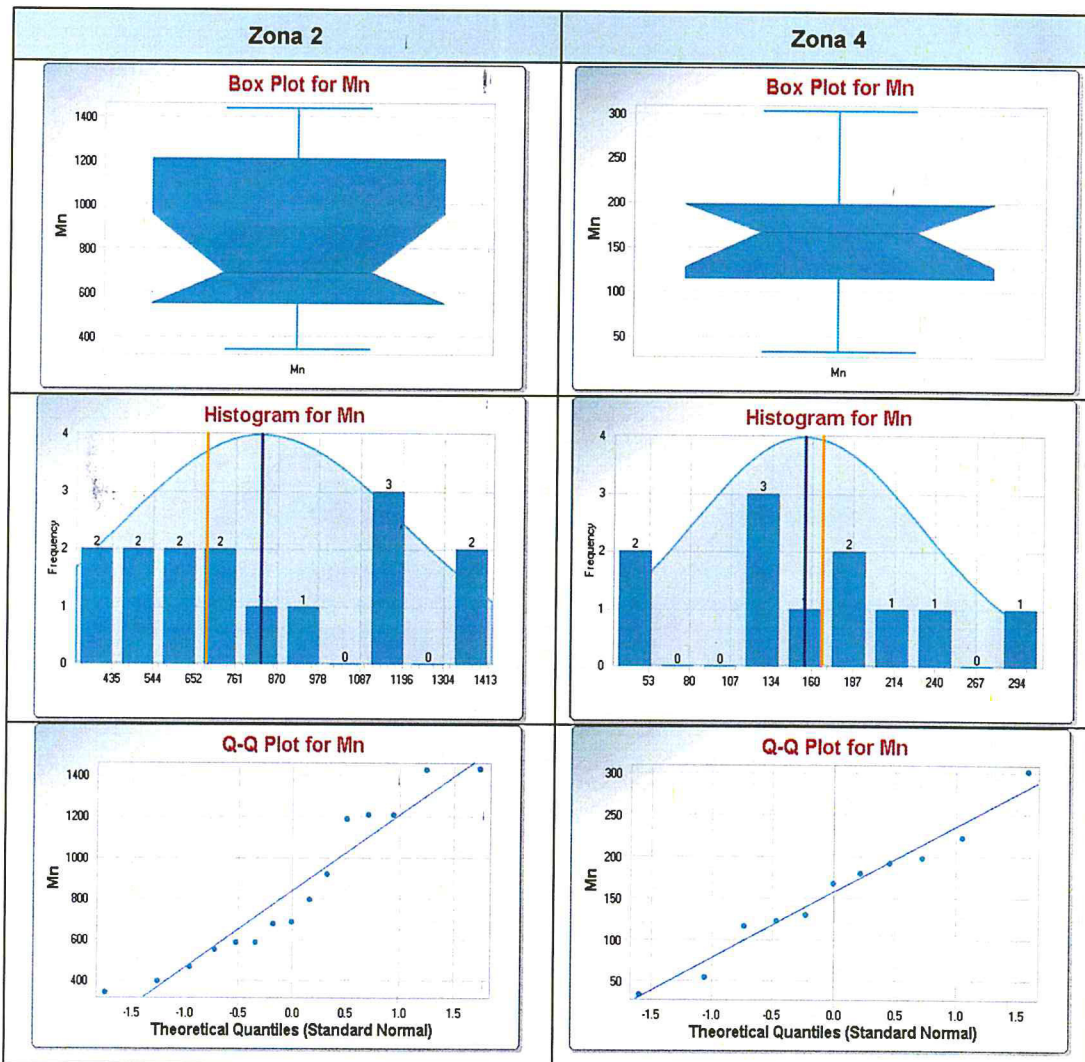 Zona 2
Zona 4
Box Plot for Mn
1400
1200
1000
800
600
400
Mn
Mn
Box Plot for Mn
300
250
200
150
100
50
Mn
Mn
Histogram for Mn
4
3
2
1
0
Frequency
2 2 2 2 1 1 0 3 0 2
435 544 652 761 870 978 1087 1196 1304 1413
Histogram for Mn
4
3
2
1
0
Frequency
2 0 0 3 1 2 1 1 0 1
53 80 107 134 160 187 214 240 267 294
Q-Q Plot for Mn
1400
1200
1000
800
600
400
Mn
-1.5 -1.0 -0.5 0.0 0.5 1.0 1.5
Theoretical Quantiles (Standard Normal)
Q-Q Plot for Mn
300
250
200
150
100
50
Mn
-1.5 -1.0 -0.5 0.0 0.5 1.0 1.5
Theoretical Quantiles (Standard Normal)